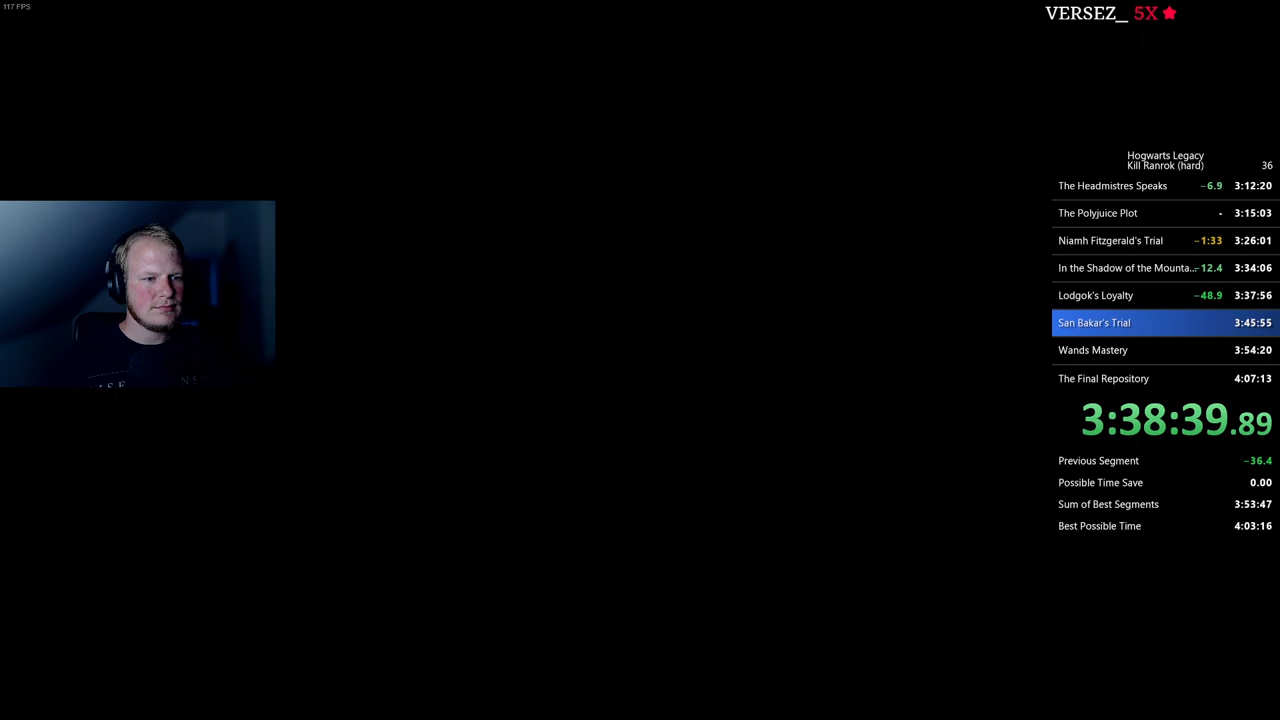 117 FPS
VERSEZ_ 5X
Hogwarts Legacy
Kill Ranrok (hard) 36
The Headmistres Speaks −6.9 3:12:20
The Polyjuice Plot - 3:15:03
Niamh Fitzgerald's Trial −1:33 3:26:01
In the Shadow of the Mounta... −12.4 3:34:06
Lodgok's Loyalty −48.9 3:37:56
San Bakar's Trial 3:45:55
Wands Mastery 3:54:20
The Final Repository 4:07:13
3:38:39.89
Previous Segment −36.4
Possible Time Save 0.00
Sum of Best Segments 3:53:47
Best Possible Time 4:03:16